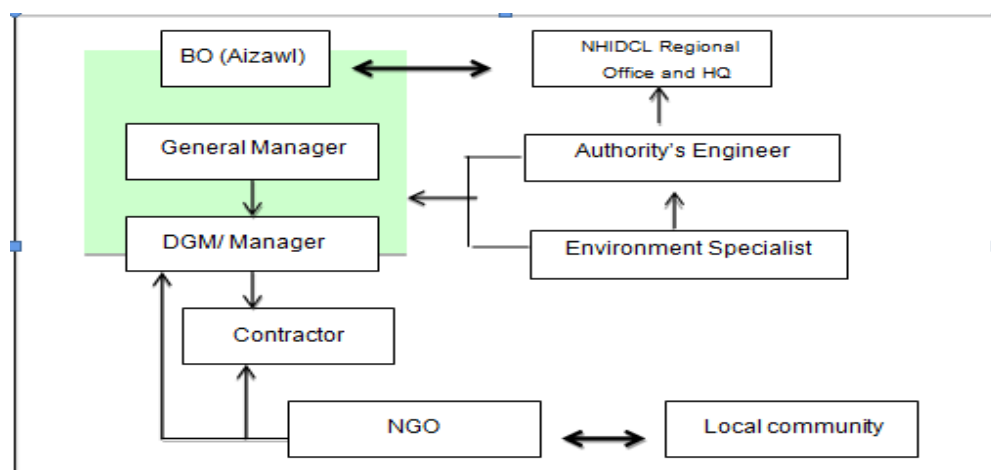 BO (Aizawl)
NHIDCL Regional
Office and HQ
General Manager
Authority’s Engineer
DGM/ Manager
Environment Specialist
Contractor
NGO
Local community